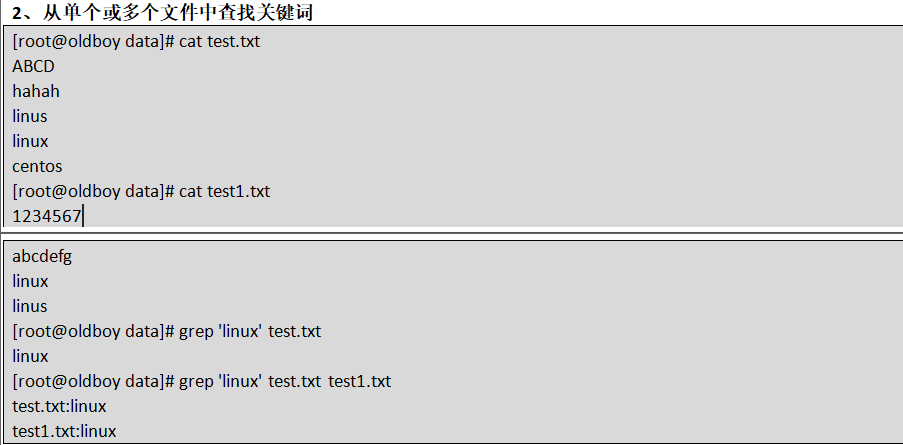 2、从单个或多个文件中查找关键词
[root@oldboy data]# cat test.txt
ABCD
hahah
linus
linux
centos
[root@oldboy data]# cat test1.txt
1234567
abcdefg
linux
linus
[root@oldboy data]# grep 'linux' test.txt
linux
[root@oldboy data]# grep 'linux' test.txt test1.txt
test.txt:linux
test1.txt:linux